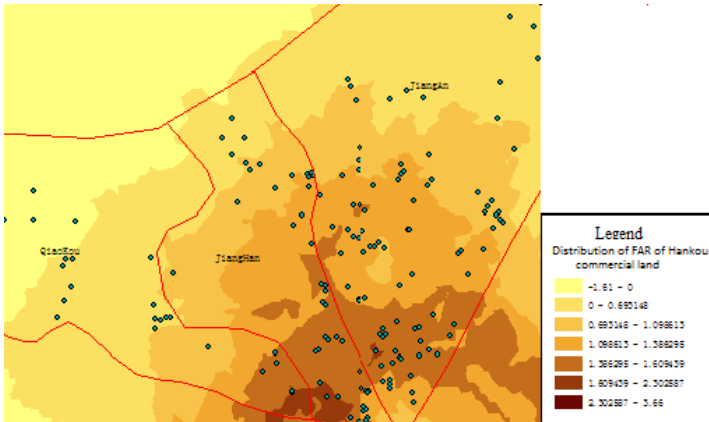 JiangAn
QiaoKou
JiangHan
Legend
Distribution of FAR of Hankou
commercial land
-1.61 - 0
0 - 0.693148
0.693148 - 1.098613
1.098613 - 1.386295
1.386295 - 1.609439
1.609439 - 2.302587
2.302587 - 3.66